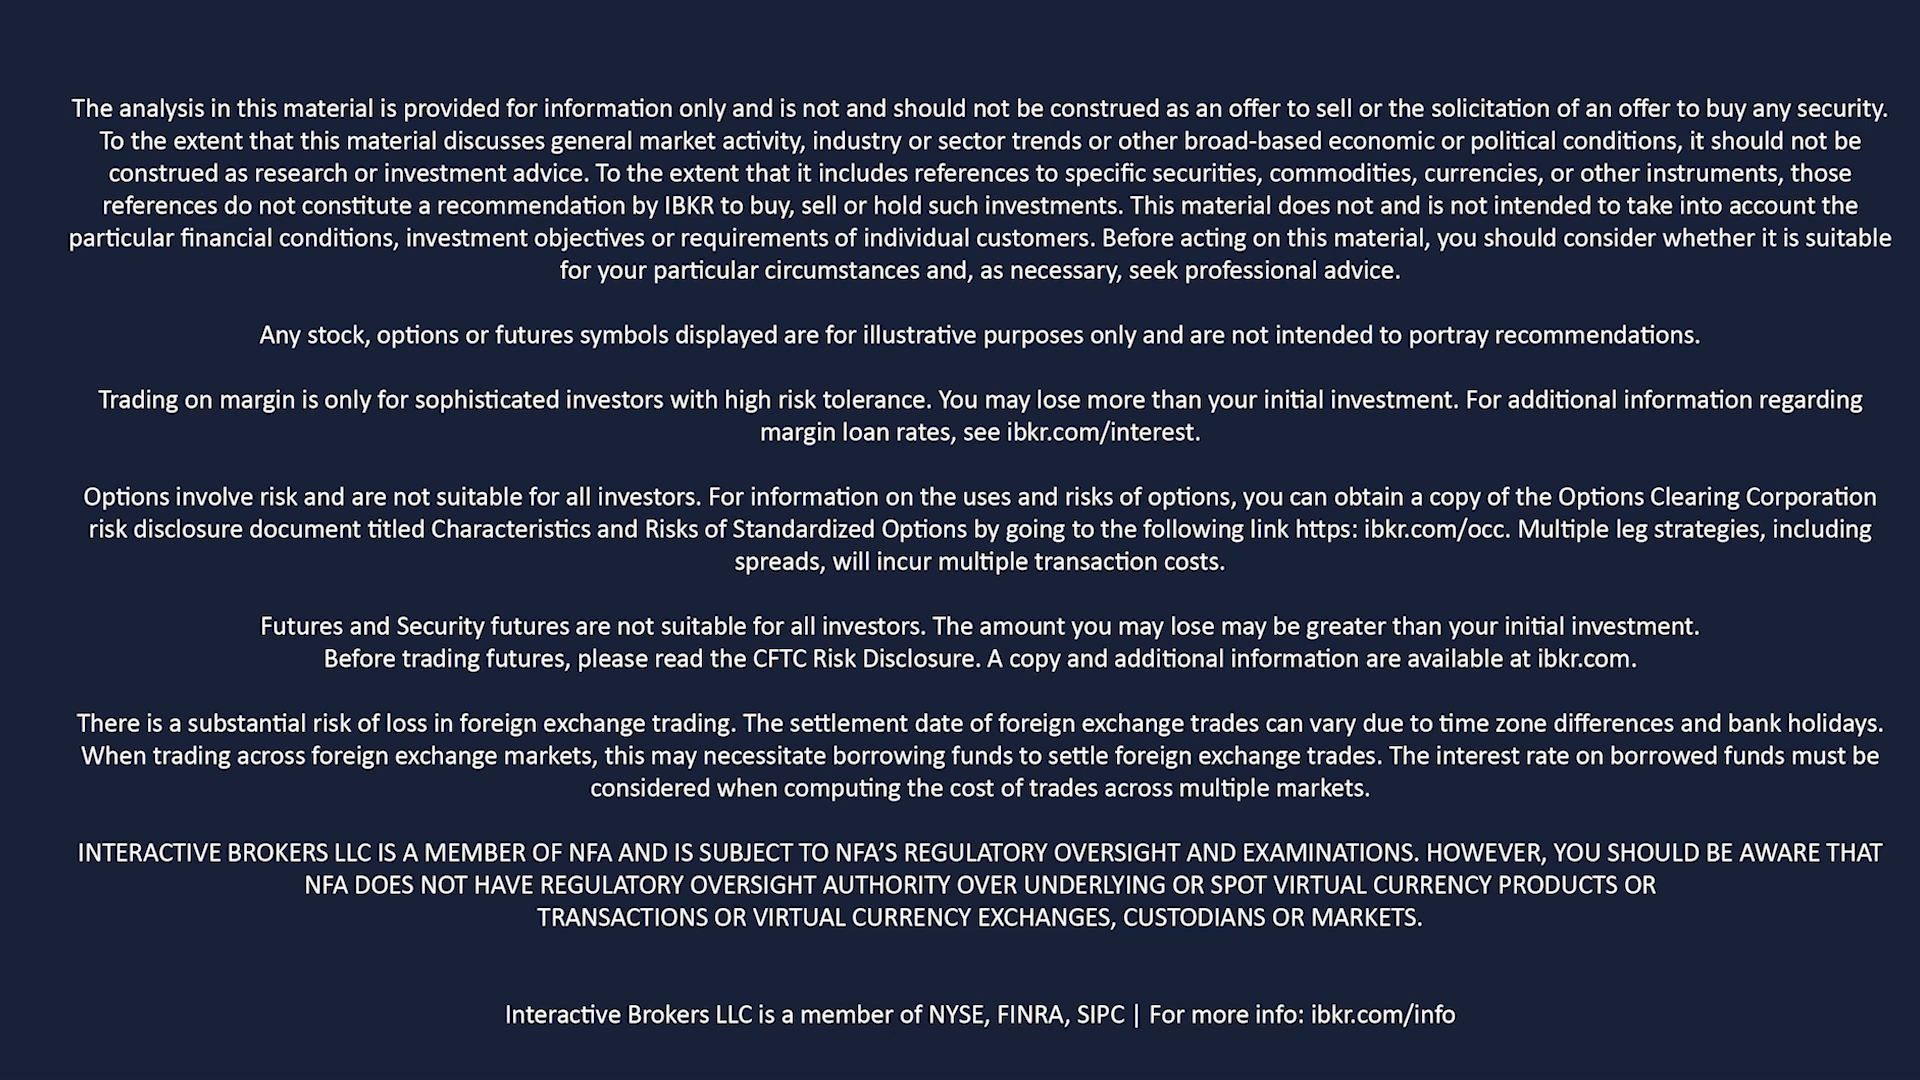 The analysis in this material is provided for information only and is not and should not be construed as an offer to sell or the solicitation of an offer to buy any security.
To the extent that this material discusses general market activity, industry or sector trends or other broad-based economic or political conditions, it should not be
construed as research or investment advice. To the extent that it includes references to specific securities, commodities, currencies, or other instruments, those
references do not constitute a recommendation by IBKR to buy, sell or hold such investments. This material does not and is not intended to take into account the
particular financial conditions, investment objectives or requirements of individual customers. Before acting on this material, you should consider whether it is suitable
for your particular circumstances and, as necessary, seek professional advice.
Any stock, options or futures symbols displayed are for illustrative purposes only and are not intended to portray recommendations.
Trading on margin is only for sophisticated investors with high risk tolerance. You may lose more than your initial investment. For additional information regarding
margin loan rates, see ibkr.com/interest.
Options involve risk and are not suitable for all investors. For information on the uses and risks of options, you can obtain a copy of the Options Clearing Corporation
risk disclosure document titled Characteristics and Risks of Standardized Options by going to the following link https: ibkr.com/occ. Multiple leg strategies, including
spreads, will incur multiple transaction costs.
Futures and Security futures are not suitable for all investors. The amount you may lose may be greater than your initial investment.
Before trading futures, please read the CFTC Risk Disclosure. A copy and additional information are available at ibkr.com.
There is a substantial risk of loss in foreign exchange trading. The settlement date of foreign exchange trades can vary due to time zone differences and bank holidays.
When trading across foreign exchange markets, this may necessitate borrowing funds to settle foreign exchange trades. The interest rate on borrowed funds must be
considered when computing the cost of trades across multiple markets.
INTERACTIVE BROKERS LLC IS A MEMBER OF NFA AND IS SUBJECT TO NFA’S REGULATORY OVERSIGHT AND EXAMINATIONS. HOWEVER, YOU SHOULD BE AWARE THAT
NFA DOES NOT HAVE REGULATORY OVERSIGHT AUTHORITY OVER UNDERLYING OR SPOT VIRTUAL CURRENCY PRODUCTS OR
TRANSACTIONS OR VIRTUAL CURRENCY EXCHANGES, CUSTODIANS OR MARKETS.
Interactive Brokers LLC is a member of NYSE, FINRA, SIPC | For more info: ibkr.com/info